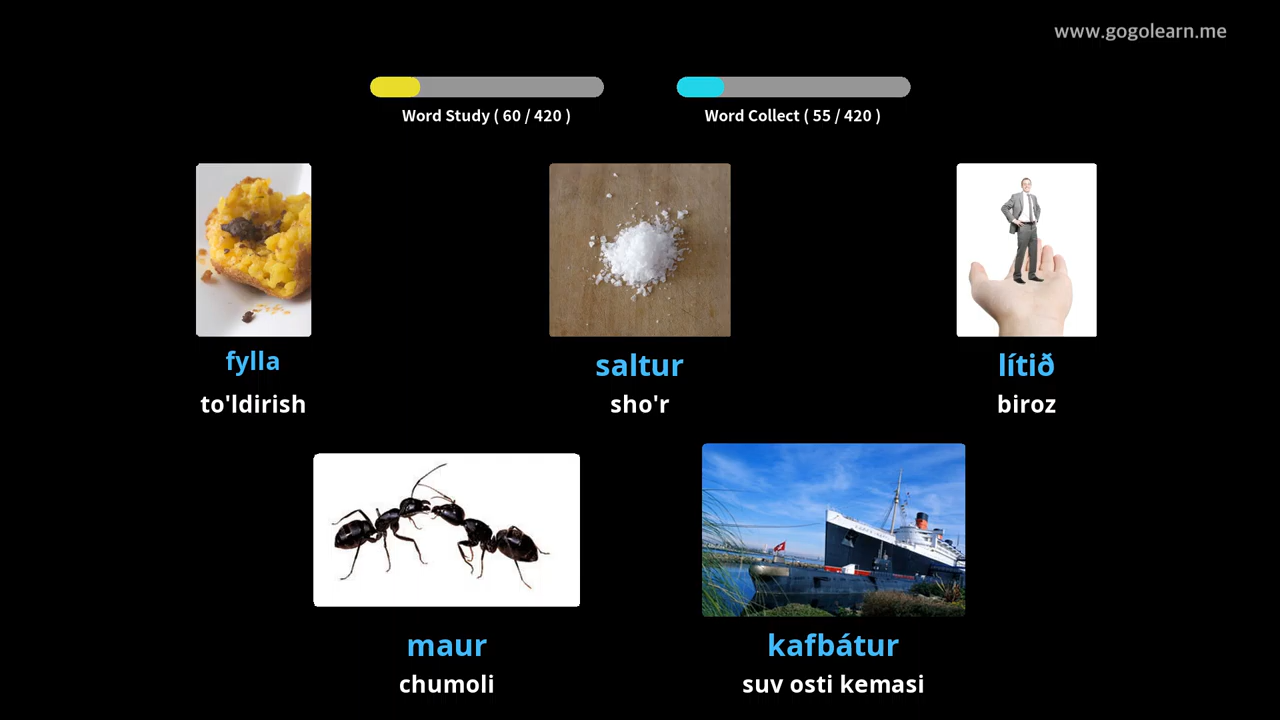 www.gogolearn.me
Word Study ( 60 / 420 )
Word Collect ( 55 / 420 )
fylla
to'ldirish
saltur
sho'r
lítið
biroz
maur
chumoli
kafbátur
suv osti kemasi